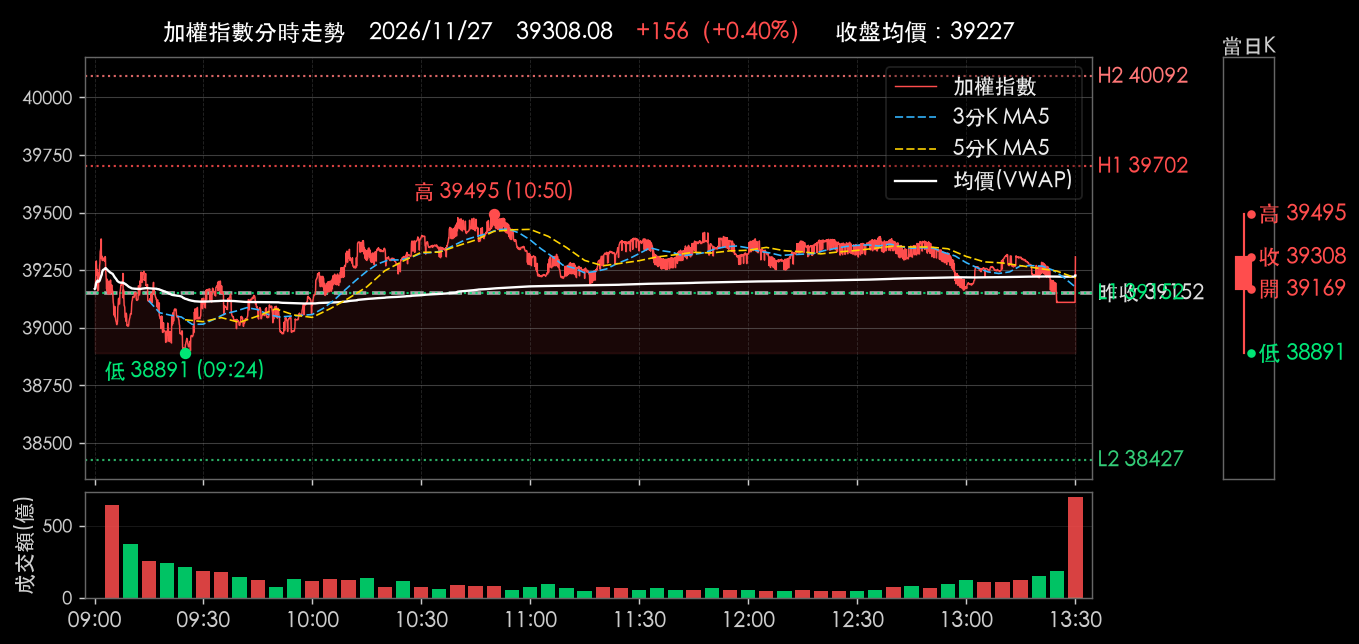 加權指數分時走勢 2026/11/27 39308.08 +156 (+0.40%) 收盤均價：39227
當日K
H2 40092
加權指數
3分K MA5
5分K MA5
均價(VWAP)
H1 39702
高 39495 (10:50)
高 39495
收 39308
開 39169
昨收 39152
低 38891
低 38891 (09:24)
L2 38427
40000
39750
39500
39250
39000
38750
38500
成交額(億)
500
0
09:00 09:30 10:00 10:30 11:00 11:30 12:00 12:30 13:00 13:30